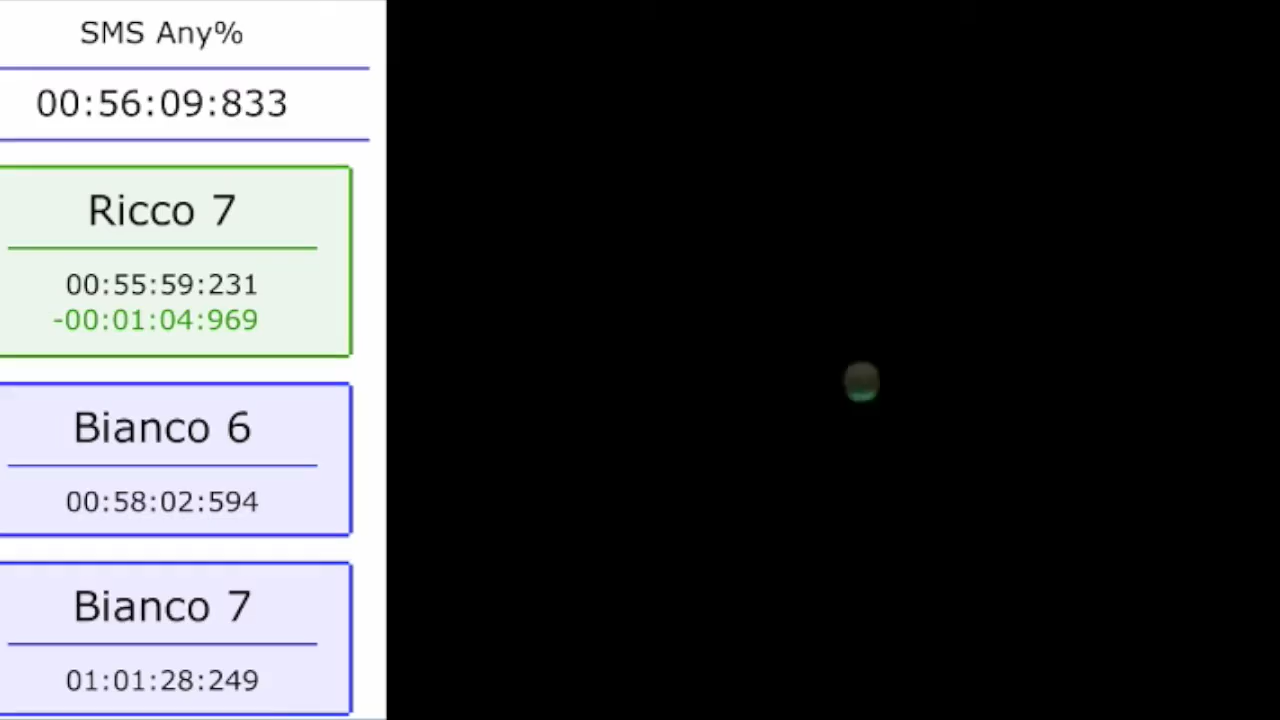 SMS Any%
00:56:09:833
Ricco 7
00:55:59:231
-00:01:04:969
Bianco 6
00:58:02:594
Bianco 7
01:01:28:249